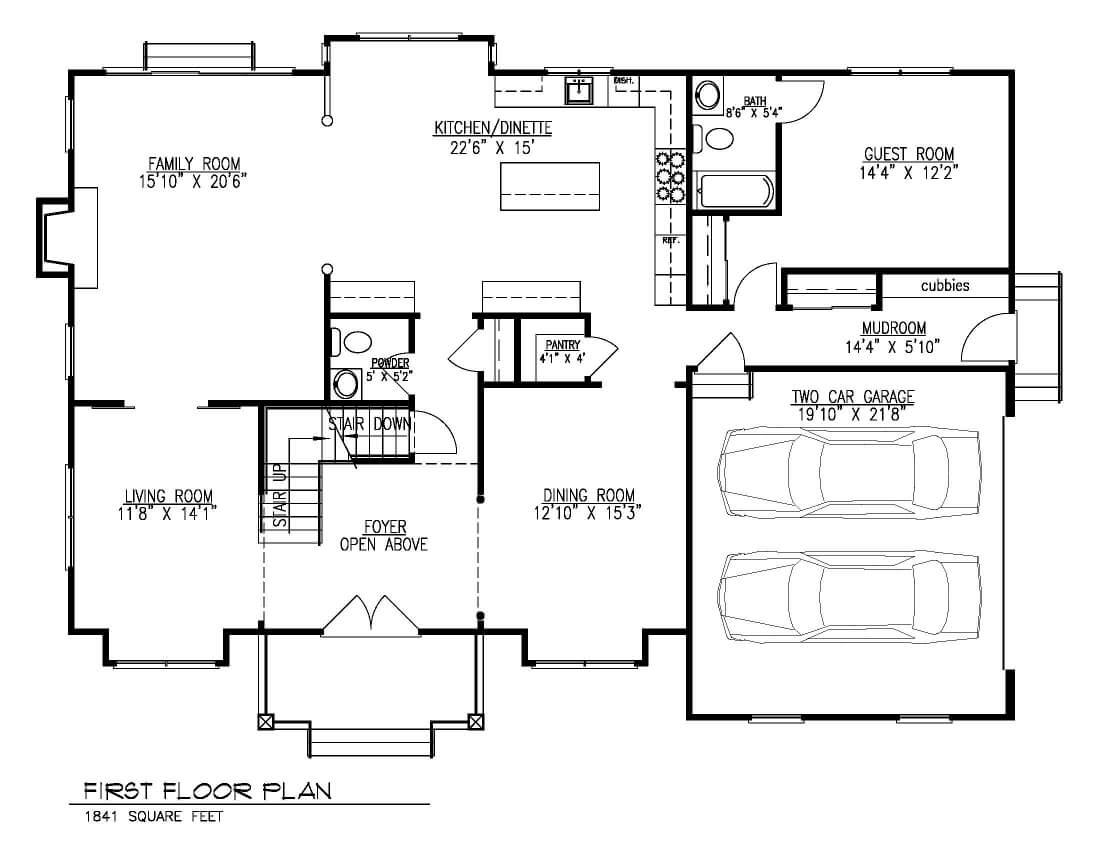 DISH.
BATH
8'6" X 5'4"
KITCHEN/DINETTE
22'6" X 15'
FAMILY ROOM
15'10" X 20'6"
GUEST ROOM
14'4" X 12'2"
REF.
cubbies
MUDROOM
14'4" X 5'10"
PANTRY
4'1" X 4'
POWDER
5' X 5'2"
TWO CAR GARAGE
19'10" X 21'8"
STAIR DOWN
STAIR UP
LIVING ROOM
11'8" X 14'1"
DINING ROOM
12'10" X 15'3"
FOYER
OPEN ABOVE
FIRST FLOOR PLAN
1841 SQUARE FEET